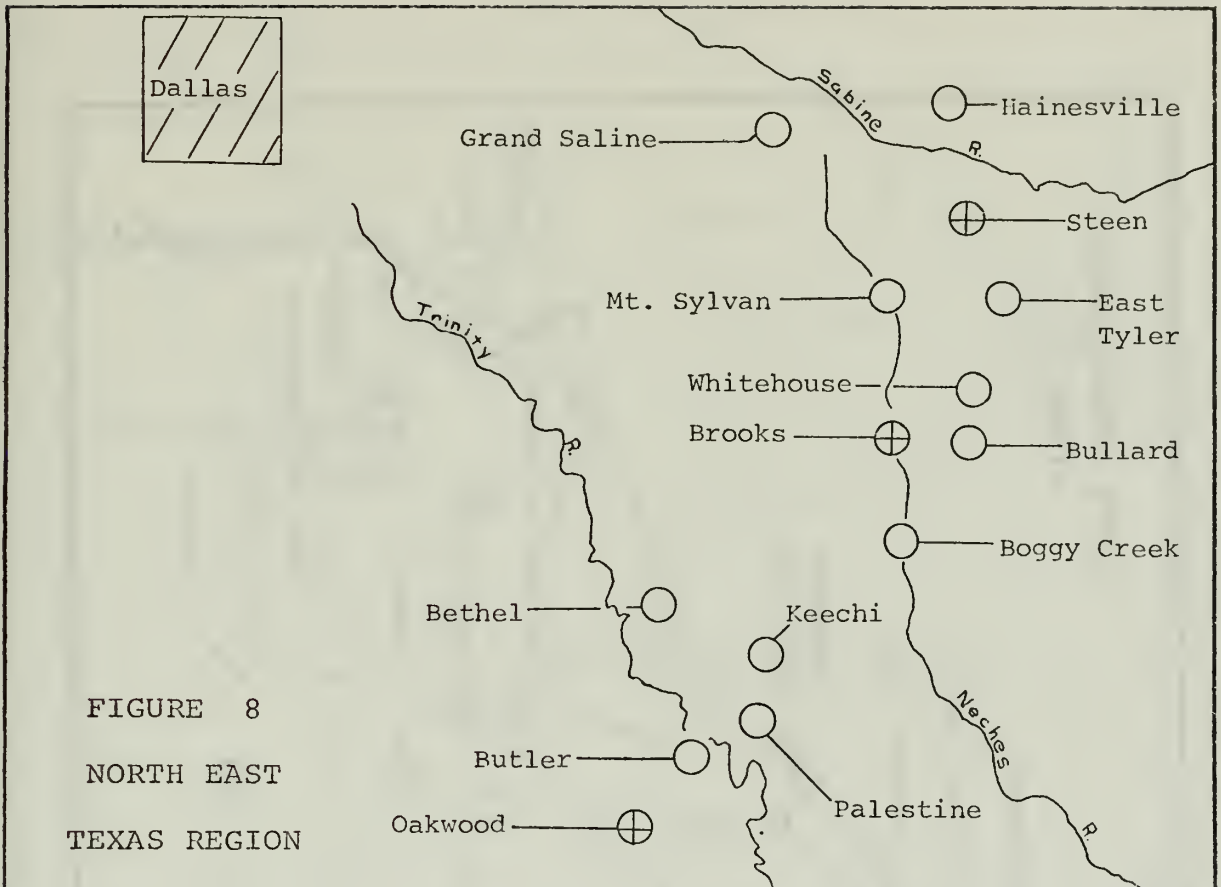 Dallas
Sabine
R.
Hainesville
Grand Saline
Steen
Mt. Sylvan
East
Tyler
Trinity
R.
Whitehouse
Brooks
Bullard
Boggy Creek
Bethel
Keechi
Neches
R.
Butler
Palestine
Oakwood
FIGURE 8
NORTH EAST
TEXAS REGION